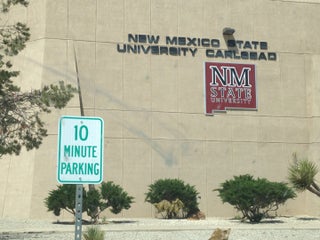 NEW MEXICO STATE
UNIVERSITY CARLSBAD
NM
STATE
UNIVERSITY
10
MINUTE
PARKING